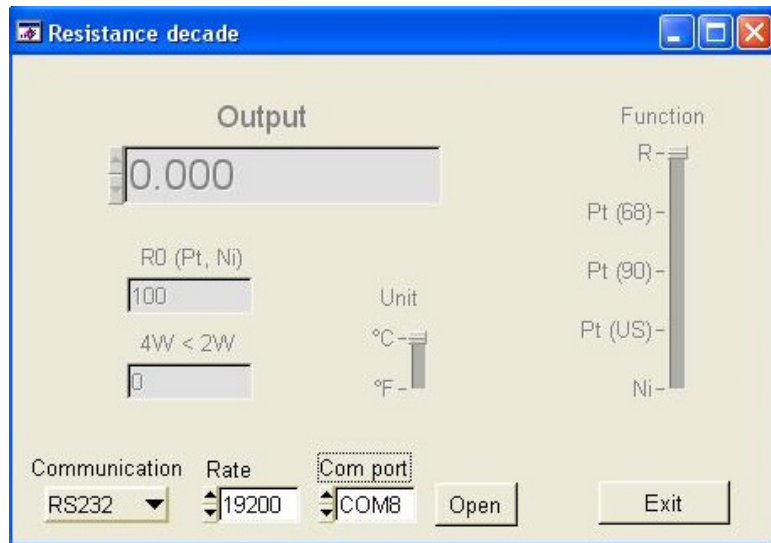 Resistance decade
Output
0.000
Function
R
Pt (68)
Pt (90)
Pt (US)
Ni
R0 (Pt, Ni)
100
4W < 2W
0
Unit
°C
°F
Communication
RS232
Rate
19200
Com port
COM8
Open
Exit